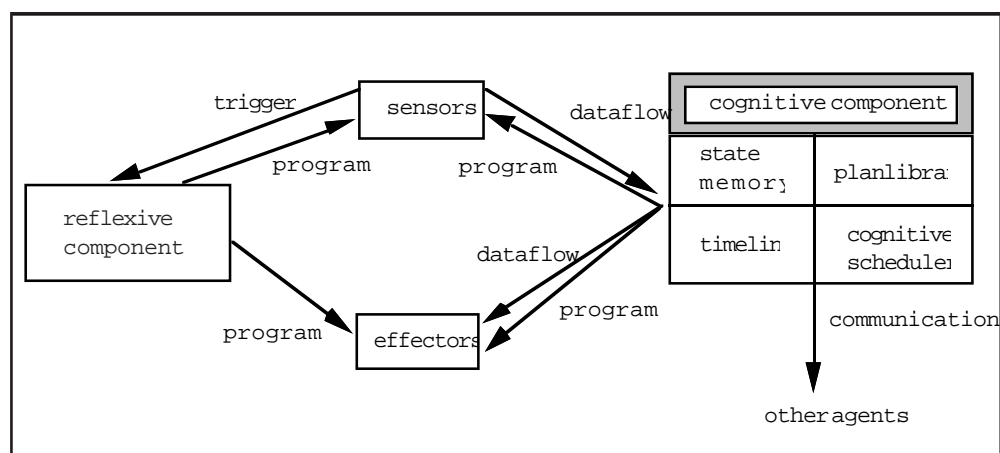 trigger
sensors
dataflow
cognitive component
program
program
state
memory
planlibrar
reflexive
component
timelin
cognitive
scheduler
dataflow
program
program
effectors
communication
otheragents